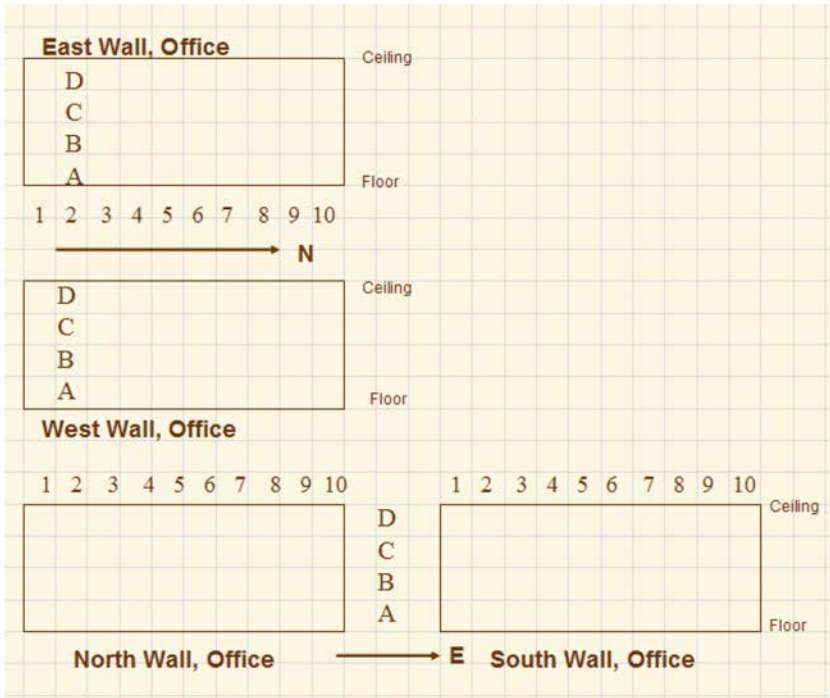 East Wall, Office
Ceiling
D
C
B
A
Floor
1 2 3 4 5 6 7 8 9 10
N
Ceiling
D
C
B
A
Floor
West Wall, Office
1 2 3 4 5 6 7 8 9 10
1 2 3 4 5 6 7 8 9 10
Ceiling
D
C
B
A
Floor
North Wall, Office
E
South Wall, Office